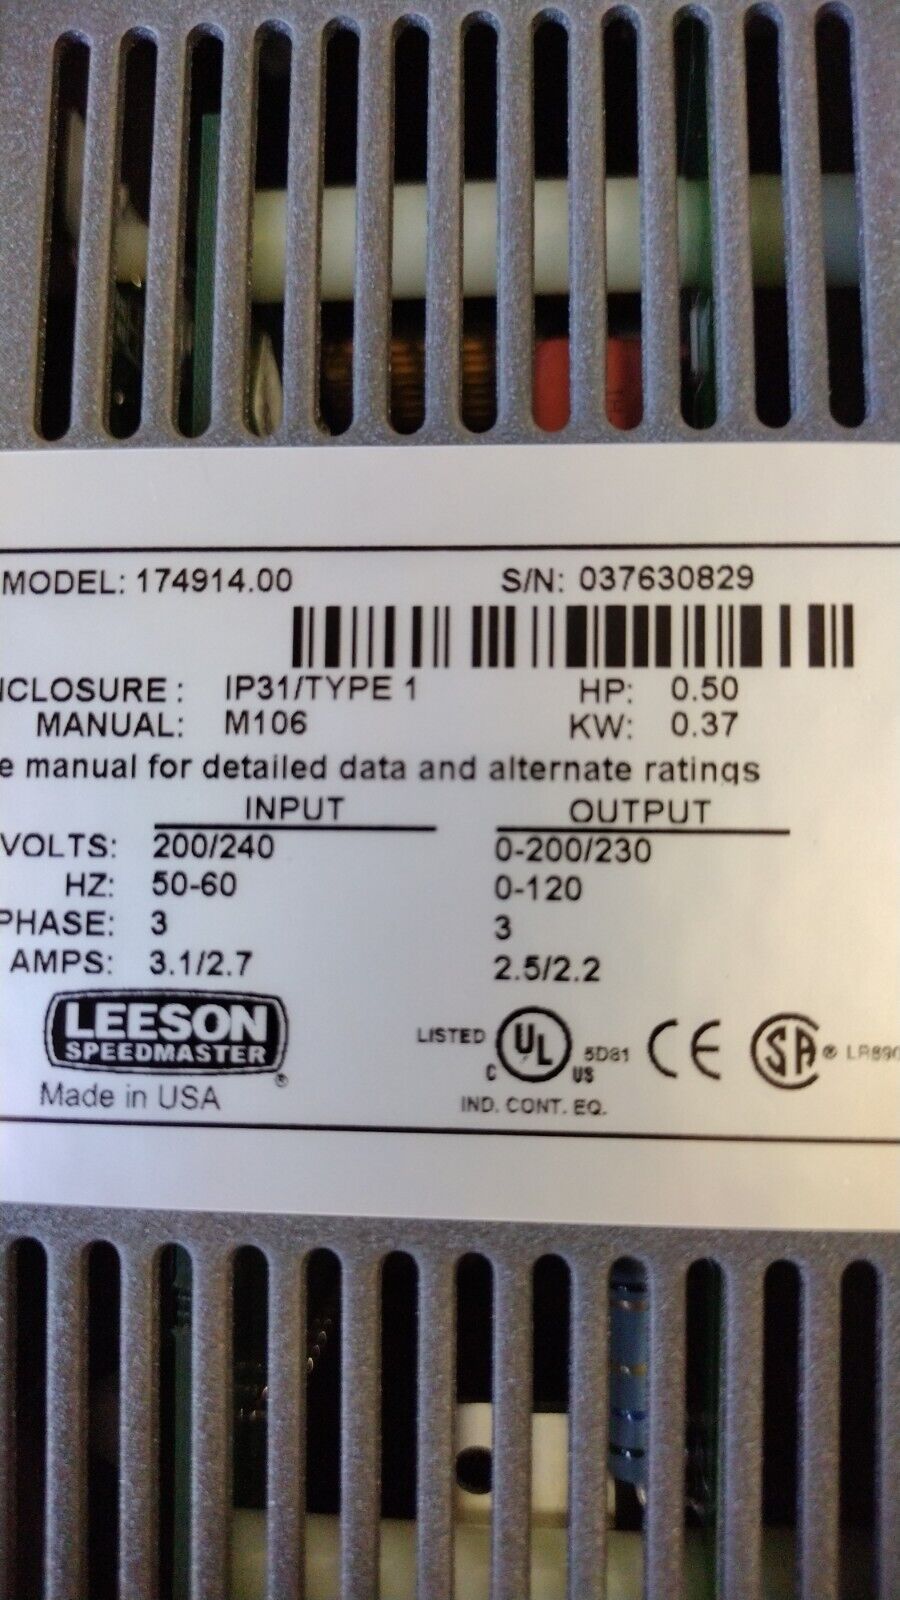 MODEL: 174914.00 S/N: 037630829
NCLOSURE: IP31/TYPE 1 HP: 0.50
MANUAL: M106 KW: 0.37
e manual for detailed data and alternate ratings
INPUT OUTPUT
VOLTS: 200/240 0-200/230
HZ: 50-60 0-120
PHASE: 3 3
AMPS: 3.1/2.7 2.5/2.2
LEESON
SPEEDMASTER ®
Made in USA
LISTED C UL US 5D81 CE SA ® LR890
IND. CONT. EQ.